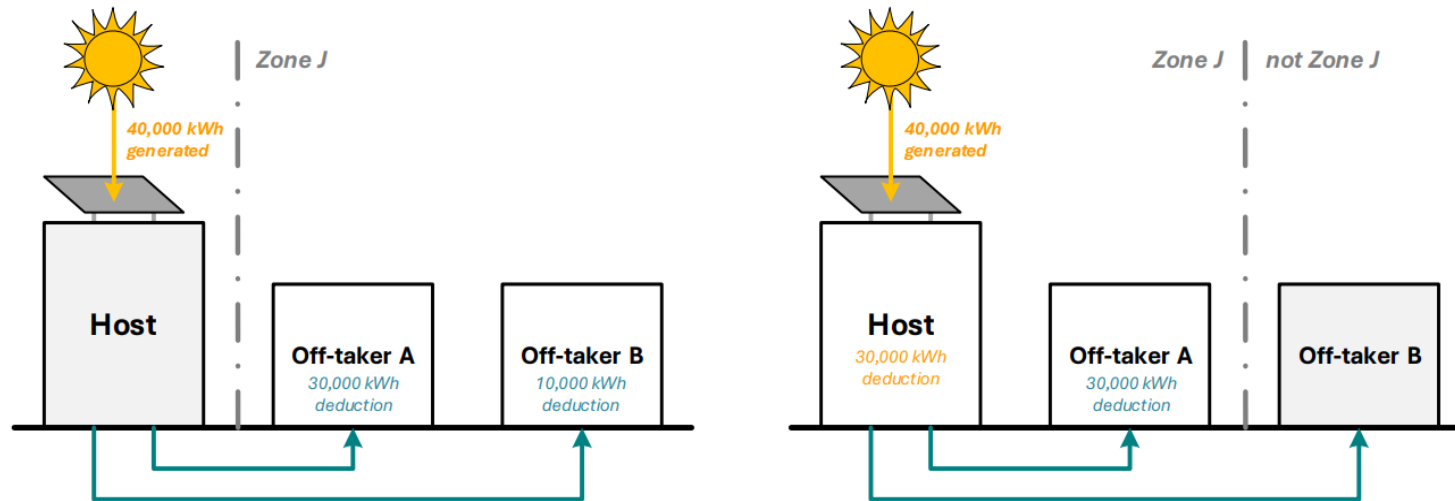 Zone J
40,000 kWh
generated
Host
Off-taker A
30,000 kWh
deduction
Off-taker B
10,000 kWh
deduction
Zone J
not Zone J
40,000 kWh
generated
Host
30,000 kWh
deduction
Off-taker A
30,000 kWh
deduction
Off-taker B